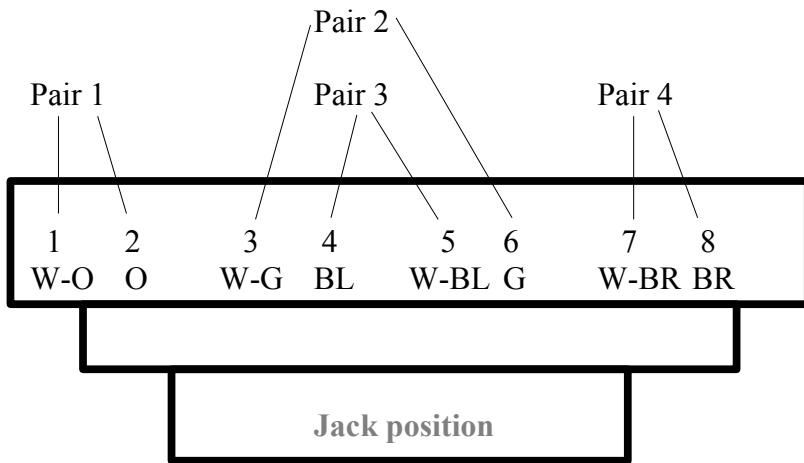 Pair 2
Pair 1 Pair 3 Pair 4
1 2 3 4 5 6 7 8
W-O O W-G BL W-BL G W-BR BR
Jack position